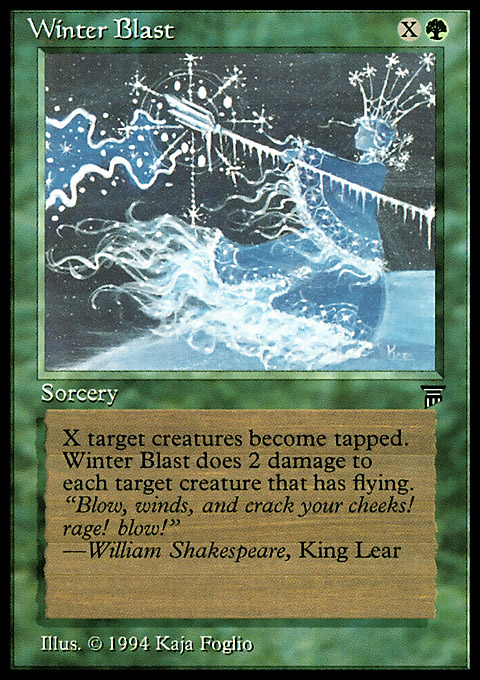 Winter Blast X
Kaja
Sorcery
X target creatures become tapped.
Winter Blast does 2 damage to
each target creature that has flying.
“Blow, winds, and crack your cheeks!
rage! blow!”
—William Shakespeare, King Lear
Illus. © 1994 Kaja Foglio